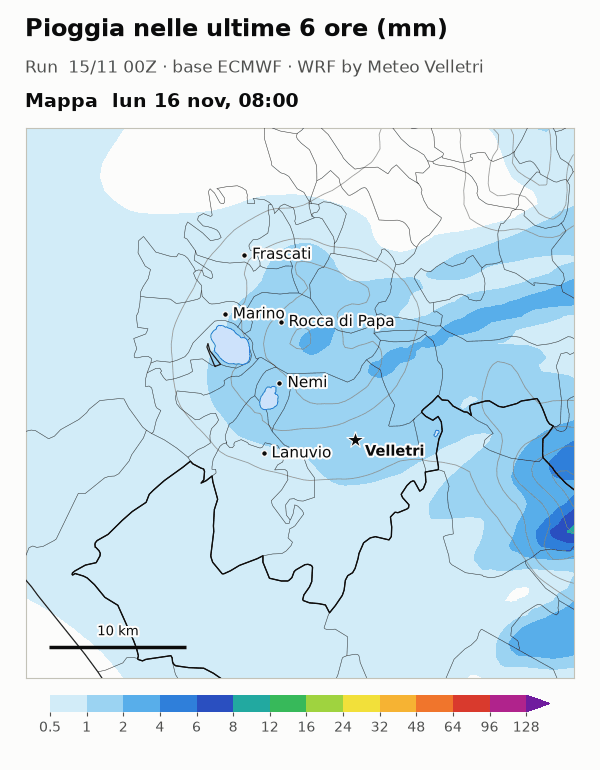 Pioggia nelle ultime 6 ore (mm)
Run  15/11 00Z · base ECMWF · WRF by Meteo Velletri
Mappa  lun 16 nov, 08:00
Frascati
Marino
Rocca di Papa
Nemi
Velletri
Lanuvio
10 km
0.5 1 2 4 6 8 12 16 24 32 48 64 96 128